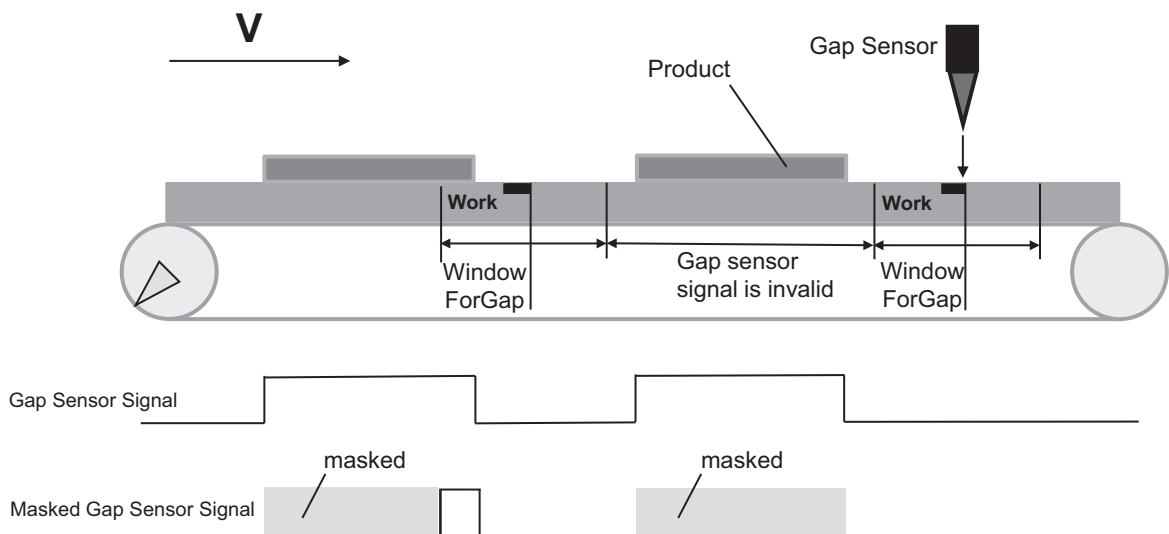 V
Gap Sensor
Product
Work
Work
Window
ForGap
Gap sensor
signal is invalid
Window
ForGap
Gap Sensor Signal
masked
masked
Masked Gap Sensor Signal